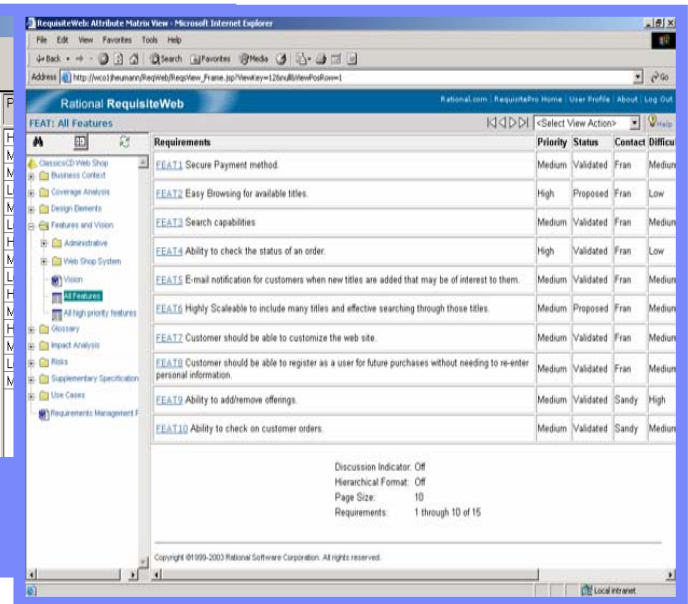 RequisiteWeb: Attribute Matrix View - Microsoft Internet Explorer
File Edit View Favorites Tools Help
Back Search Favorites Media
Address http://wco1jheumann/ReqWeb/ReqsView_Frame.jsp?ViewKey=126 Go
Rational RequisiteWeb Rational.com | RequisitePro Home | User Profile | About | Log Out
FEAT: All Features <Select View Action> Help
ClassicsCD Web Shop
Business Context
Coverage Analysis
Design Elements
Features and Vision
Administrative
Web Shop System
Vision
All Features
All high priority features
Glossary
Impact Analysis
Risks
Supplementary Specification
Use Cases
Requirements Management P
Requirements Priority Status Contact Difficul
FEAT1 Secure Payment method. Medium Validated Fran Medium
FEAT2 Easy Browsing for available titles. High Proposed Fran Low
FEAT3 Search capabilities Medium Validated Fran Medium
FEAT4 Ability to check the status of an order. High Validated Fran Low
FEAT5 E-mail notification for customers when new titles are added that may be of interest to them. Medium Validated Fran Medium
FEAT6 Highly Scaleable to include many titles and effective searching through those titles. Medium Proposed Fran Medium
FEAT7 Customer should be able to customize the web site. Medium Validated Fran Medium
FEAT8 Customer should be able to register as a user for future purchases without needing to re-enter
personal information. Medium Validated Fran Medium
FEAT9 Ability to add/remove offerings. Medium Validated Sandy High
FEAT10 Ability to check on customer orders. Medium Validated Sandy Medium
Discussion Indicator: Off
Hierarchical Format: Off
Page Size: 10
Requirements: 1 through 10 of 15
Copyright ©1999-2003 Rational Software Corporation. All rights reserved.
Local intranet